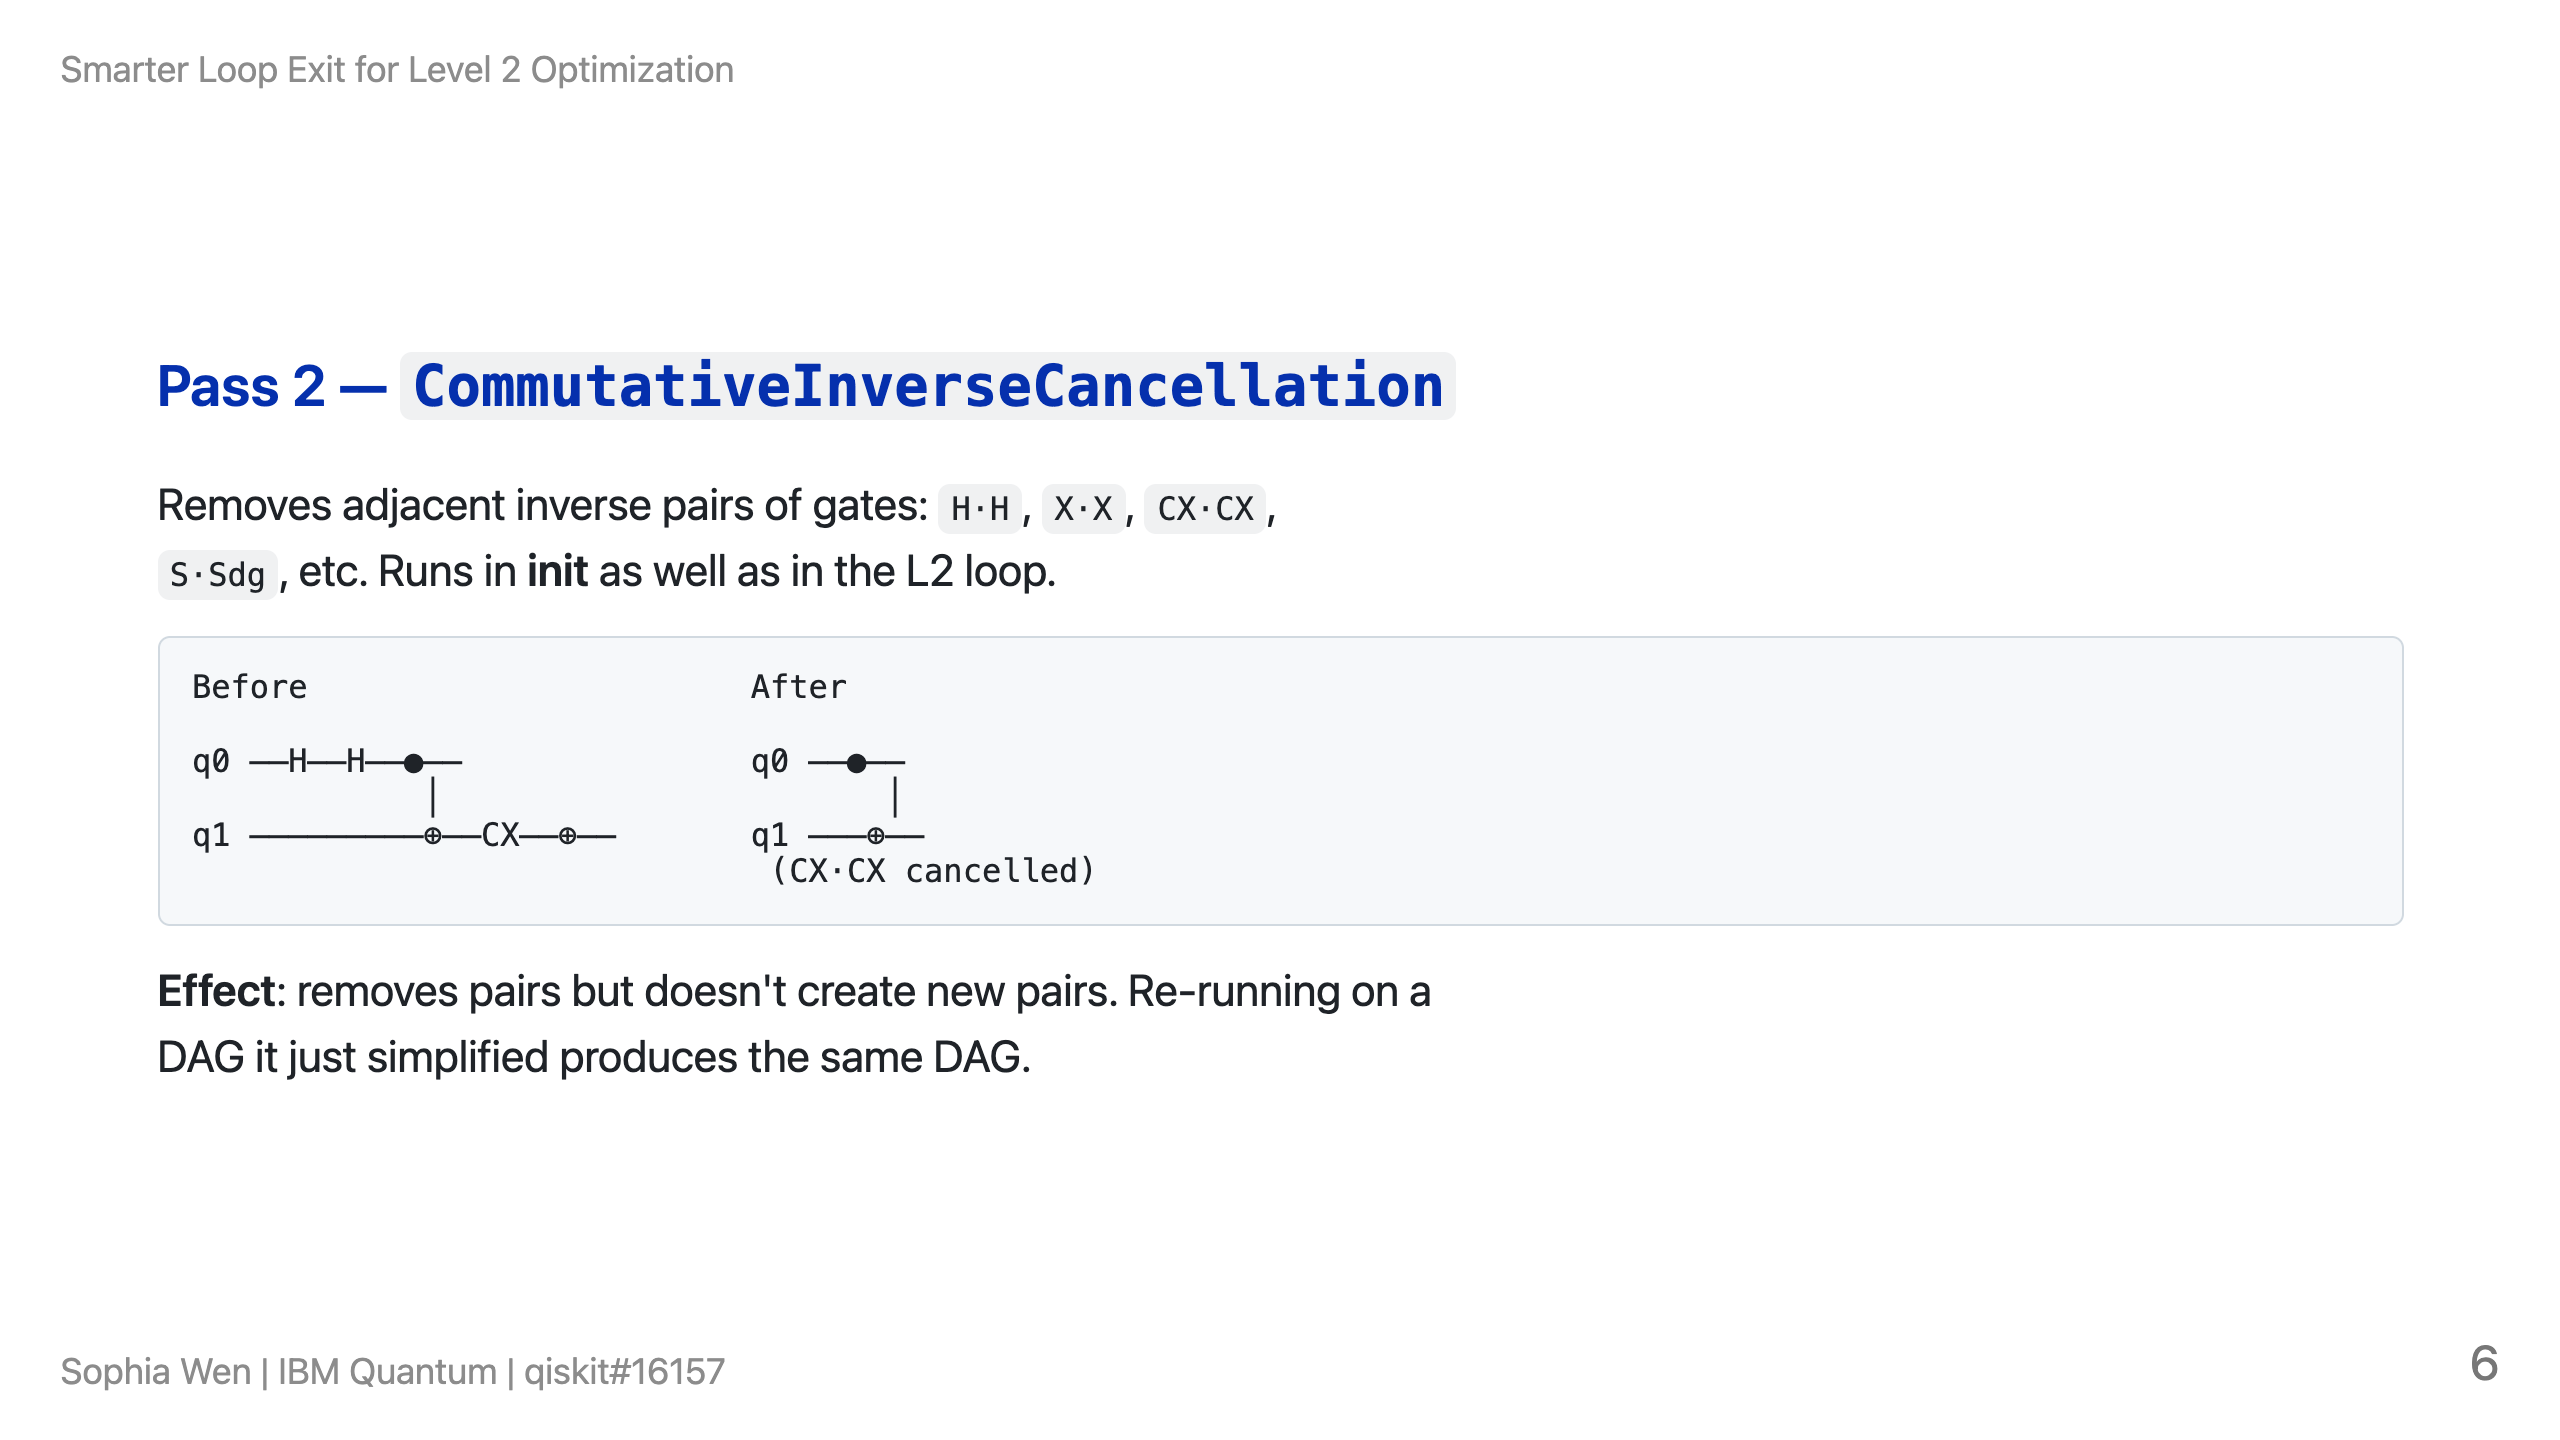 Smarter Loop Exit for Level 2 Optimization
Pass 2 — CommutativeInverseCancellation
Removes adjacent inverse pairs of gates: H·H, X·X, CX·CX,
S·Sdg, etc. Runs in init as well as in the L2 loop.
Before After
q0 ──H──H──●── q0 ──●──
│ │
q1 ─────────⊕──CX──⊕── q1 ───⊕──
(CX·CX cancelled)
Effect: removes pairs but doesn't create new pairs. Re-running on a
DAG it just simplified produces the same DAG.
Sophia Wen | IBM Quantum | qiskit#16157
6